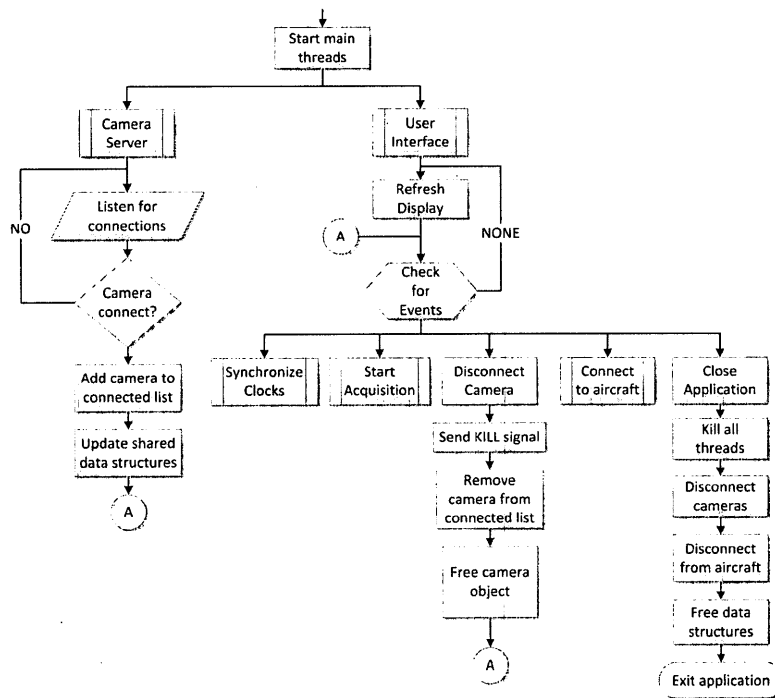 Start main
threads
Camera
Server
User
Interface
Listen for
connections
Refresh
Display
NO
A
NONE
Camera
connect?
Check
for
Events
Add camera to
connected list
Update shared
data structures
A
Synchronize
Clocks
Start
Acquisition
Disconnect
Camera
Connect
to aircraft
Close
Application
Send KILL signal
Remove
camera from
connected list
Free camera
object
A
Kill all
threads
Disconnect
cameras
Disconnect
from aircraft
Free data
structures
Exit application